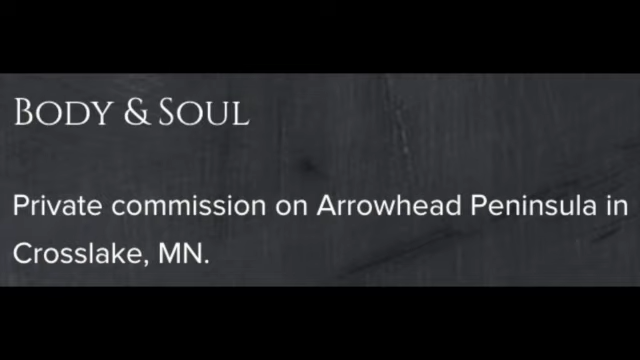 Body & Soul
Private commission on Arrowhead Peninsula in
Crosslake, MN.